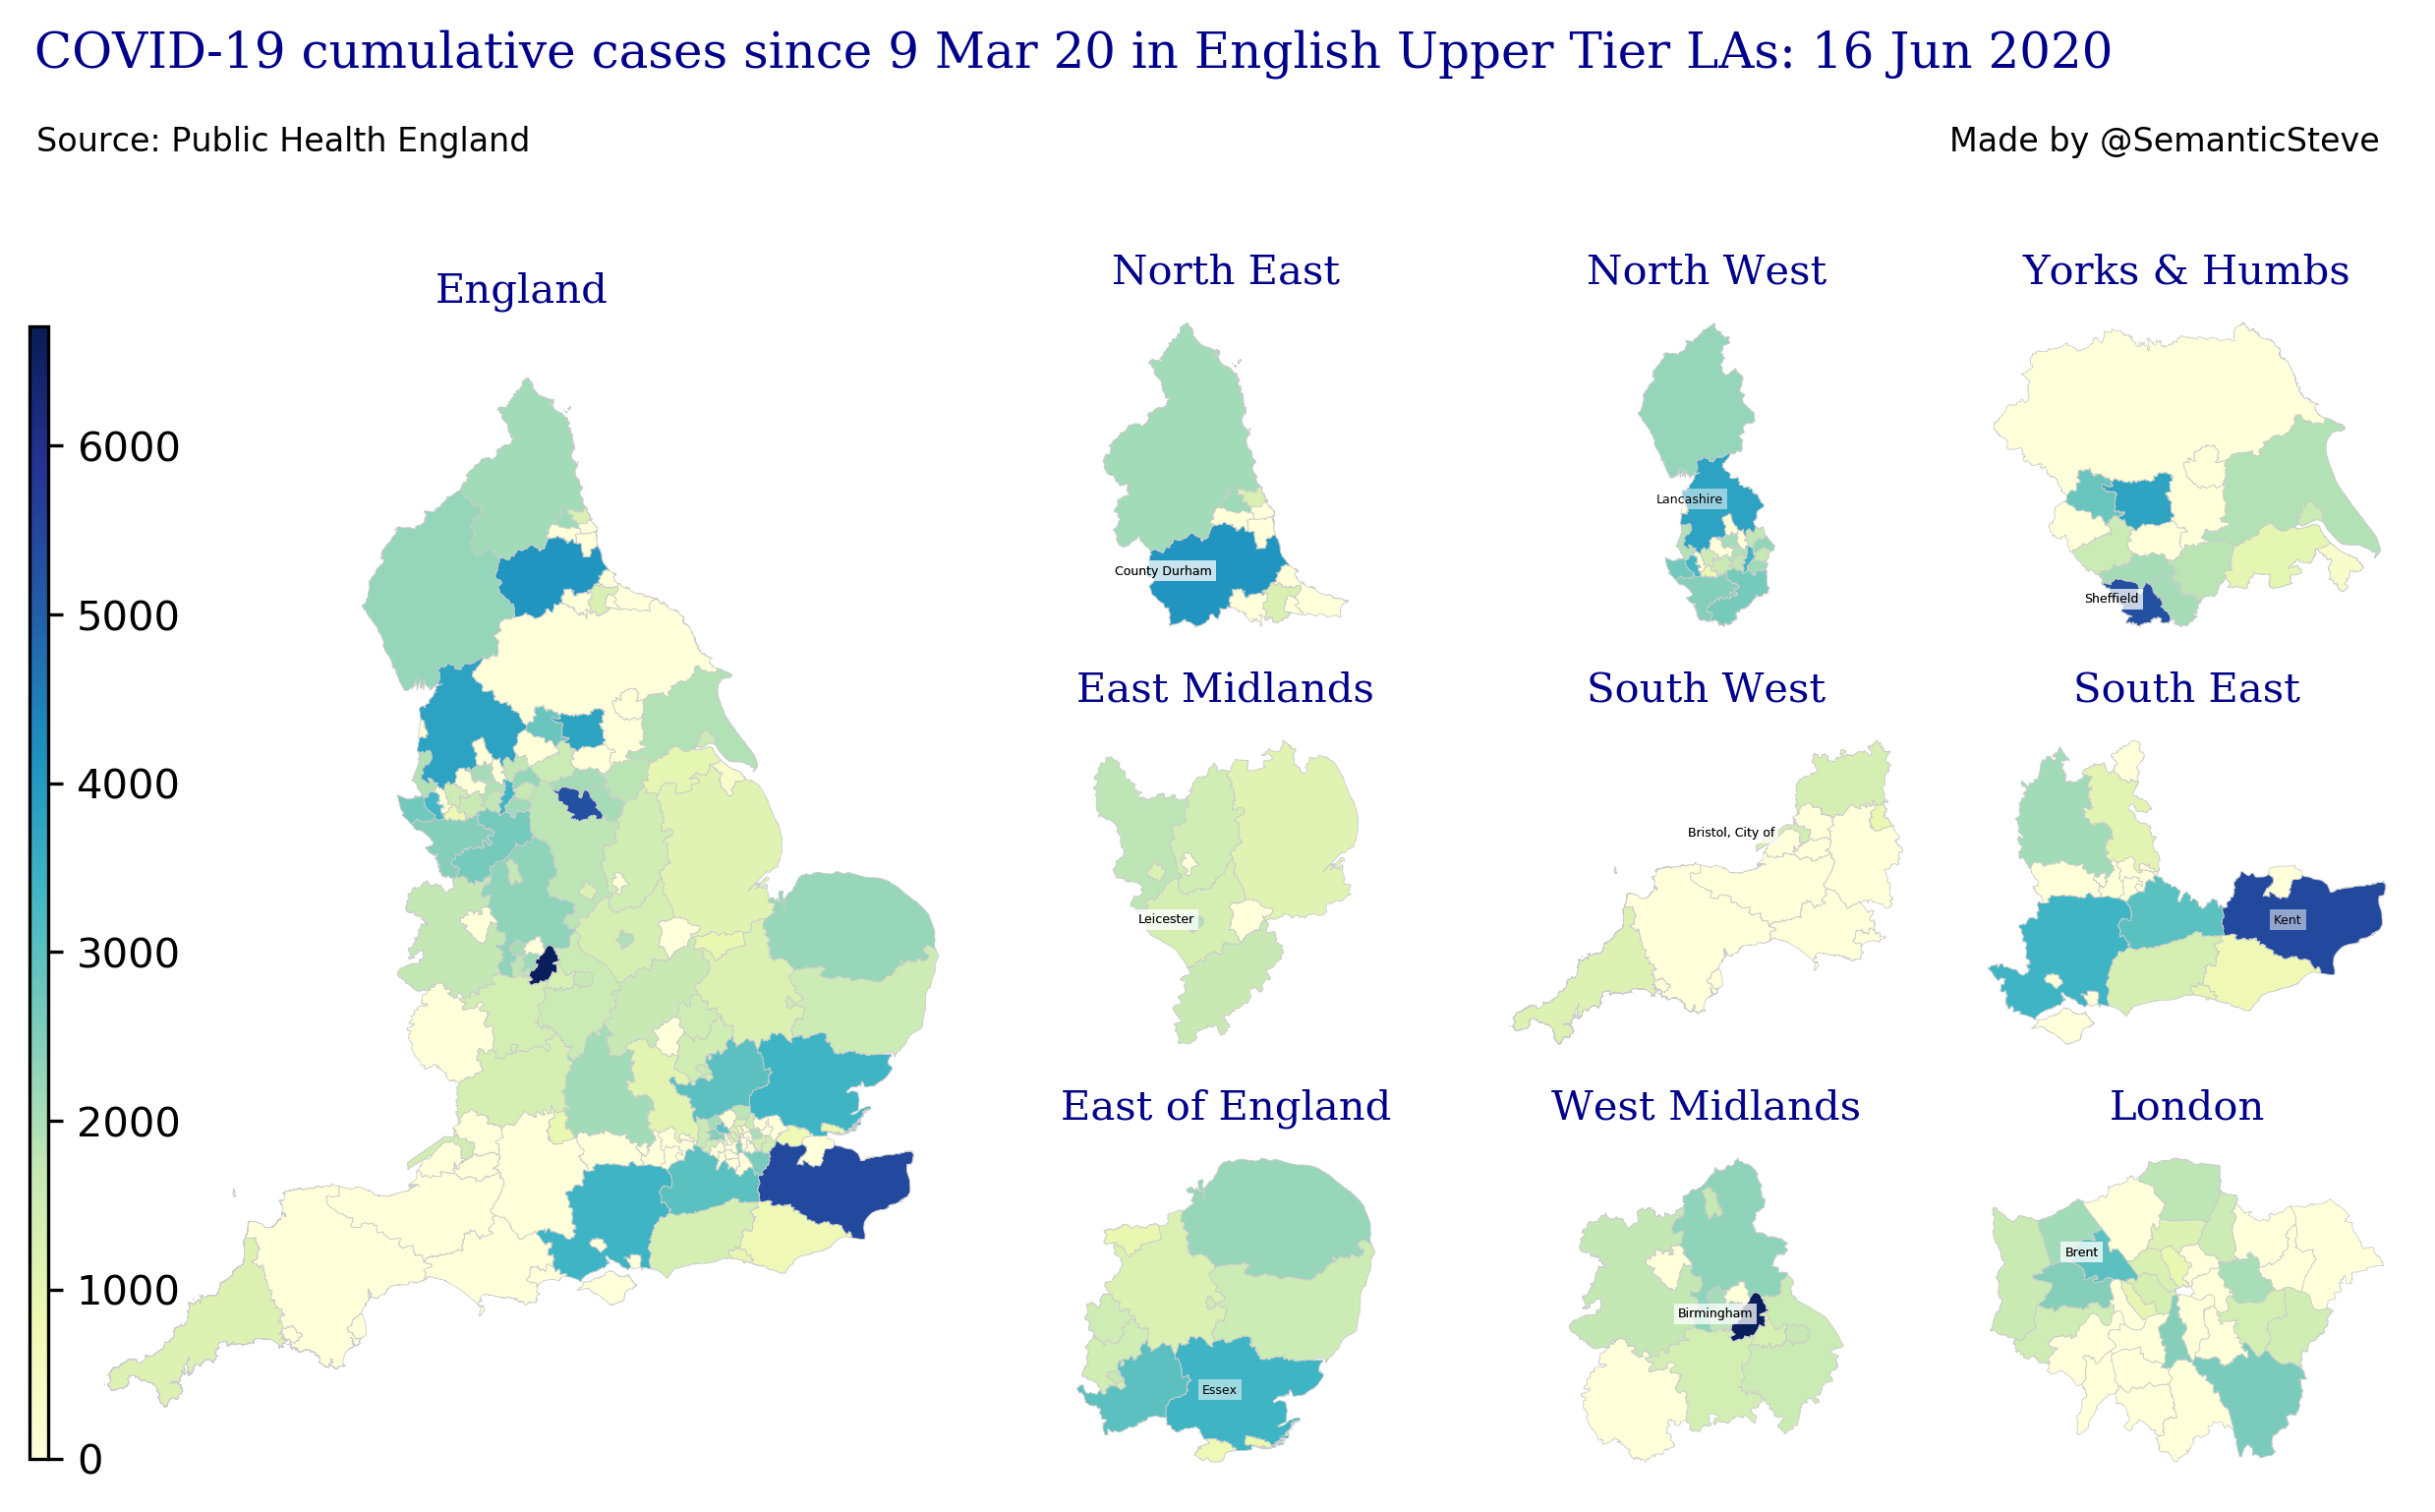 COVID-19 cumulative cases since 9 Mar 20 in English Upper Tier LAs: 16 Jun 2020
Source: Public Health England
Made by @SemanticSteve
England
6000
5000
4000
3000
2000
1000
0
North East
County Durham
North West
Lancashire
Yorks & Humbs
Sheffield
East Midlands
Leicester
South West
Bristol, City of
South East
Kent
East of England
Essex
West Midlands
Birmingham
London
Brent